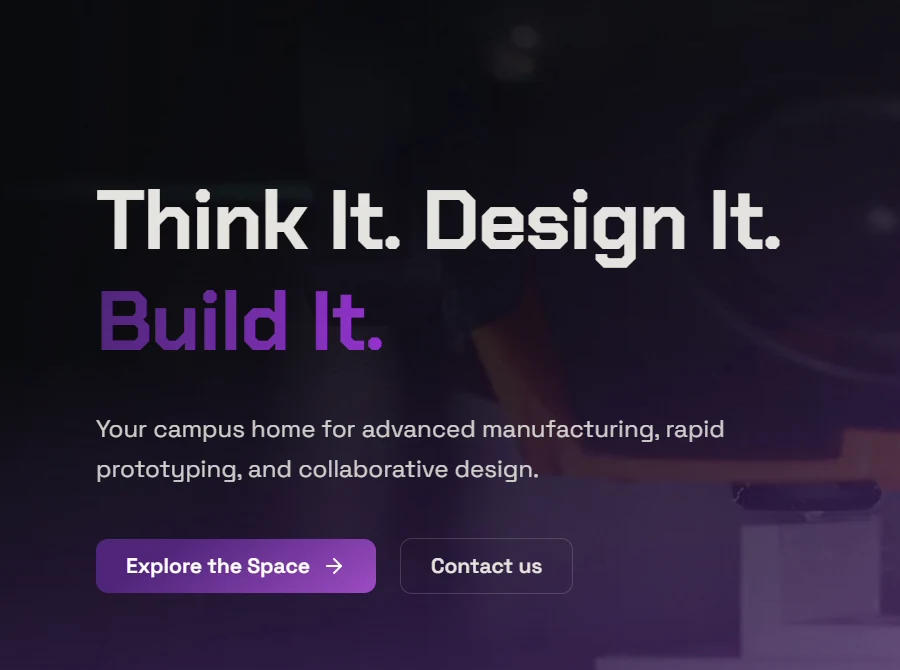 Think It. Design It.
Build It.
Your campus home for advanced manufacturing, rapid
prototyping, and collaborative design.
Explore the Space →
Contact us